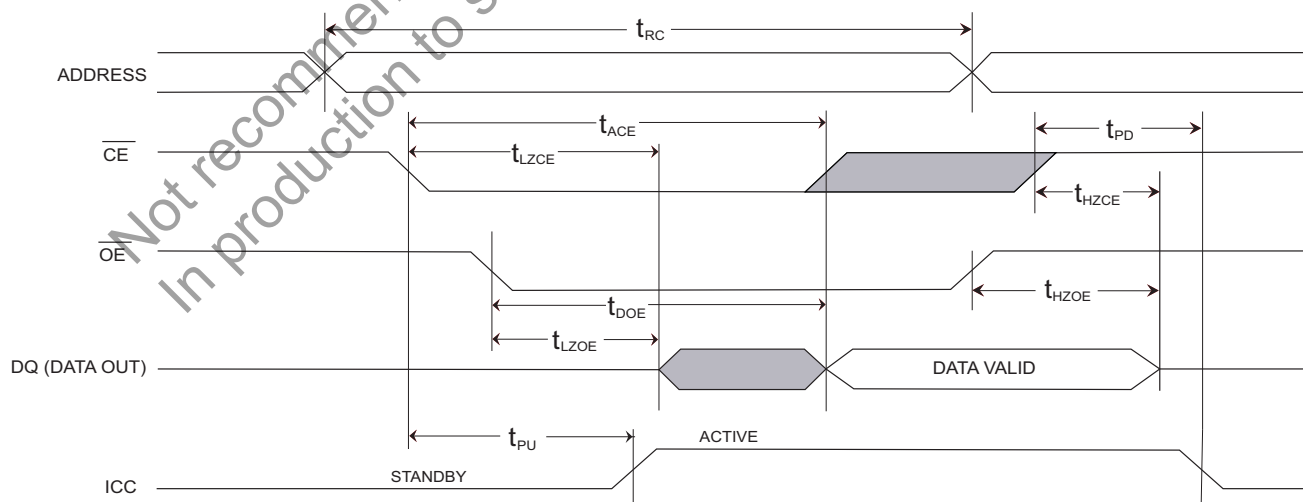 Not recommen
In production to s
tRC
ADDRESS
tACE
tPD
CE
tLZCE
tHZCE
OE
tHZOE
tDOE
tLZOE
DQ (DATA OUT)
DATA VALID
tPU
ACTIVE
STANDBY
ICC